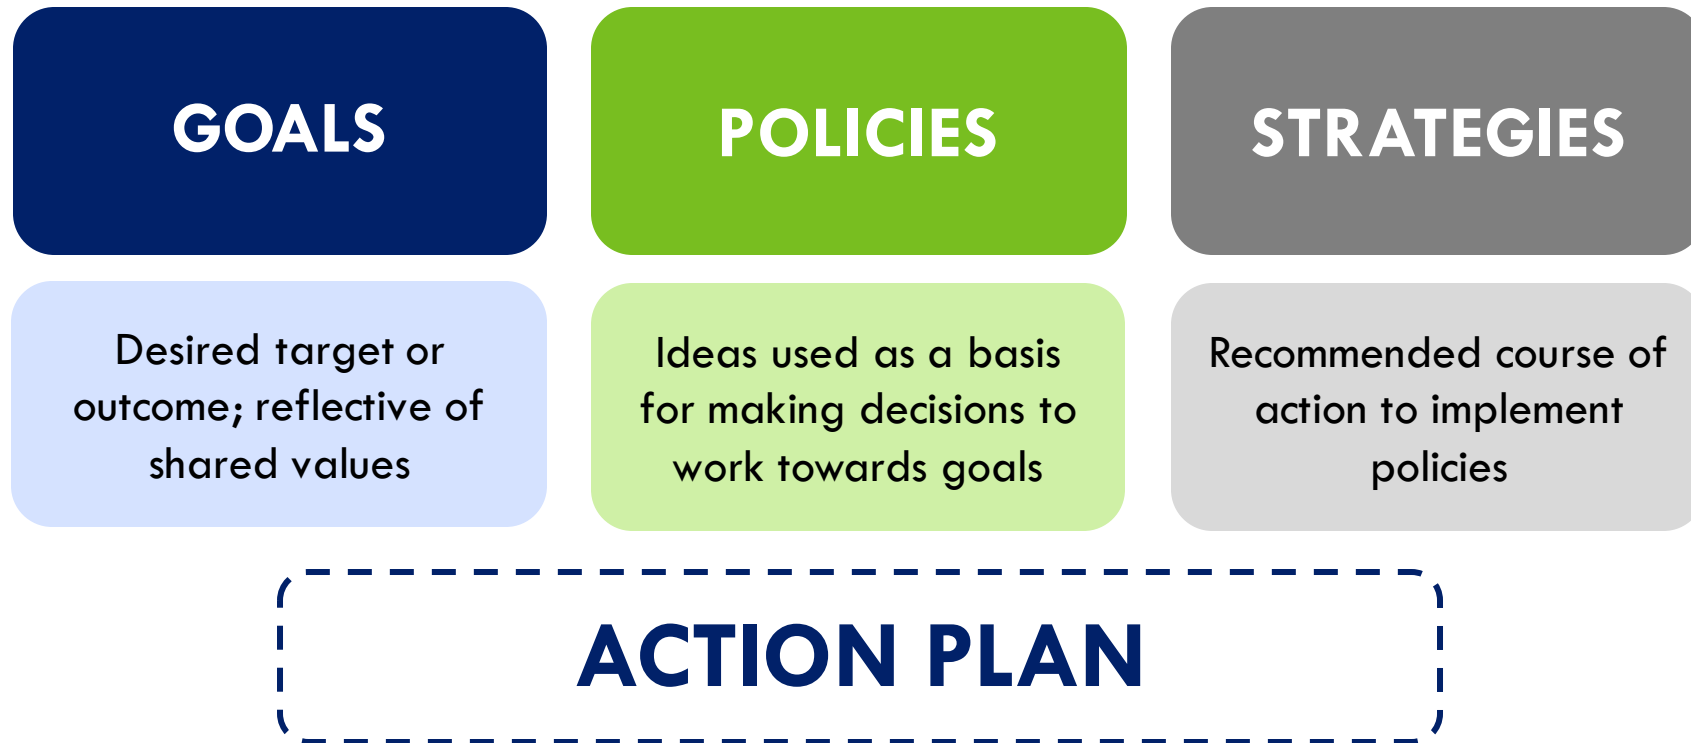 GOALS
POLICIES
STRATEGIES
Desired target or
outcome; reflective of
shared values
Ideas used as a basis
for making decisions to
work towards goals
Recommended course of
action to implement
policies
ACTION PLAN